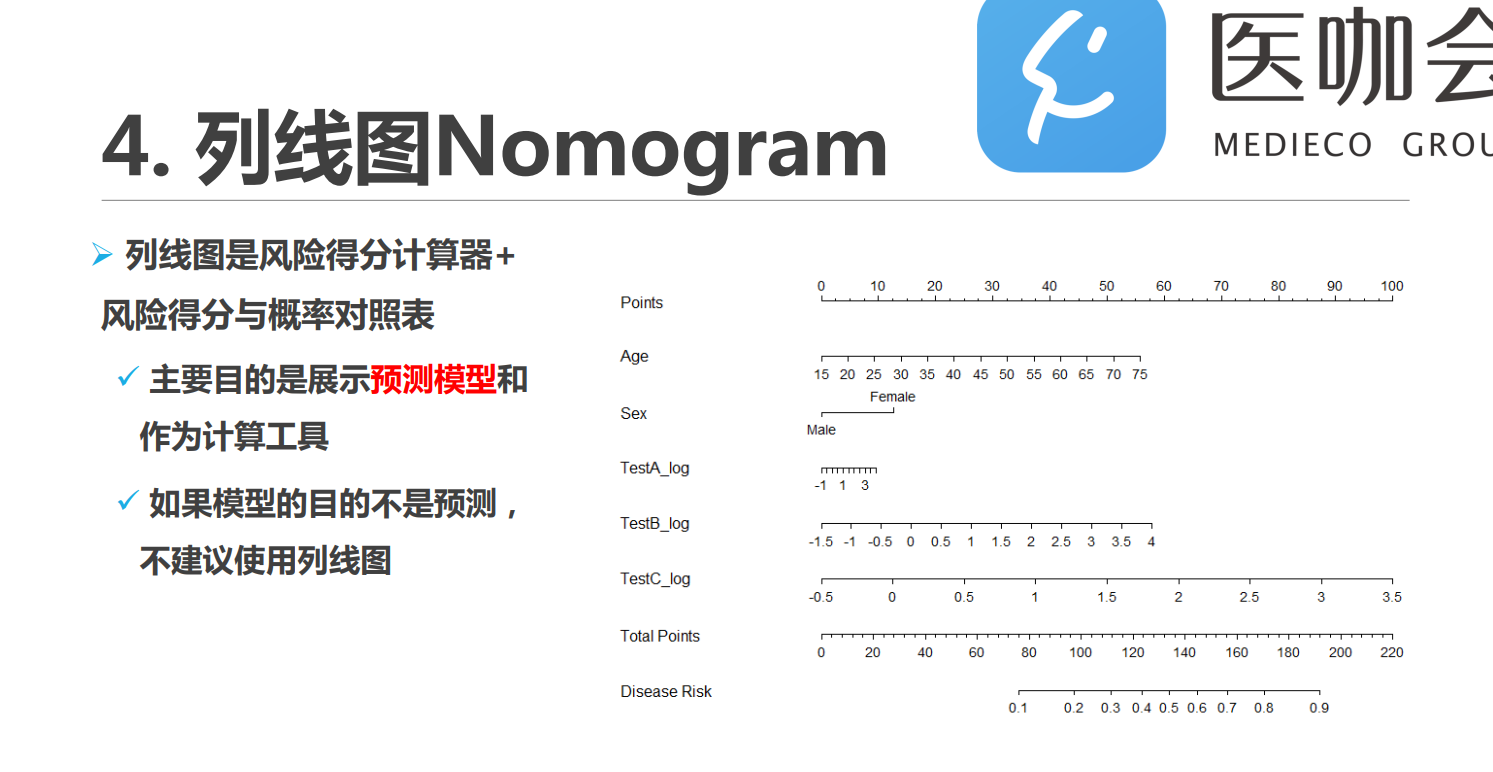 医咖会
MEDIECO GROU
4. 列线图Nomogram
列线图是风险得分计算器+
风险得分与概率对照表
主要目的是展示预测模型和
作为计算工具
如果模型的目的不是预测，
不建议使用列线图
0 10 20 30 40 50 60 70 80 90 100
Points
Age
15 20 25 30 35 40 45 50 55 60 65 70 75
Female
Sex
Male
TestA_log
-1 1 3
TestB_log
-1.5 -1 -0.5 0 0.5 1 1.5 2 2.5 3 3.5 4
TestC_log
-0.5 0 0.5 1 1.5 2 2.5 3 3.5
Total Points
0 20 40 60 80 100 120 140 160 180 200 220
Disease Risk
0.1 0.2 0.3 0.4 0.5 0.6 0.7 0.8 0.9